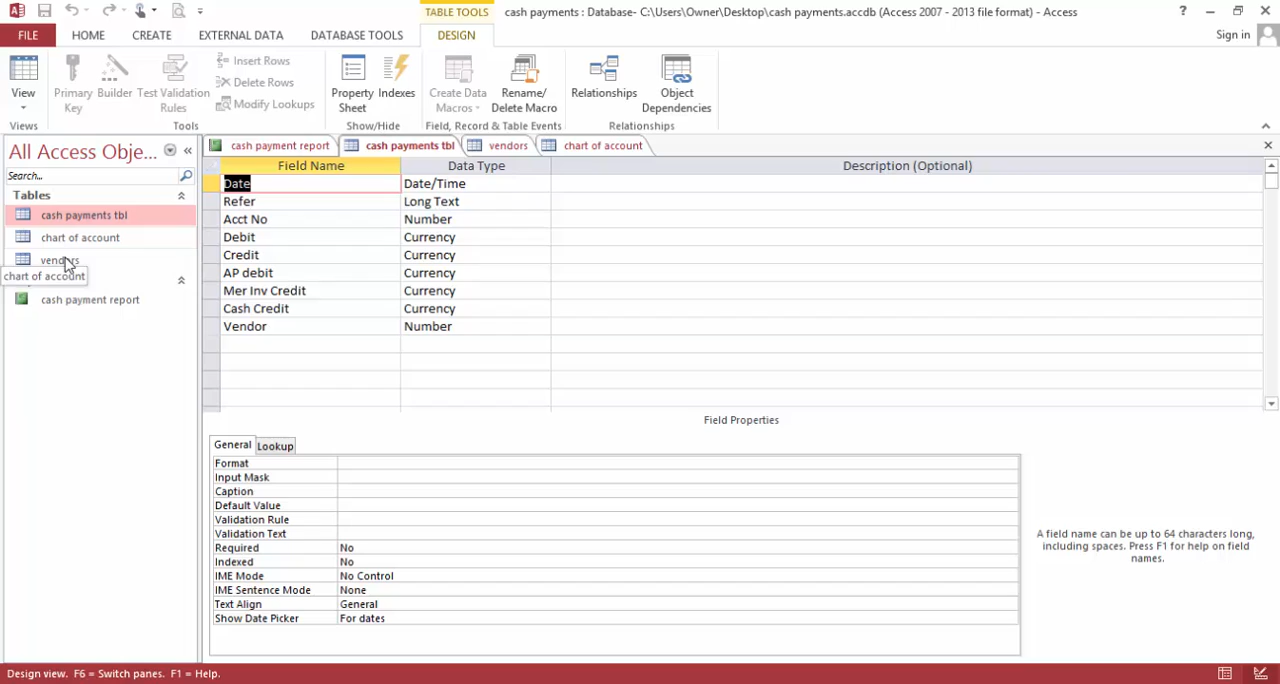 TABLE TOOLS
cash payments : Database- C:\Users\Owner\Desktop\cash payments.accdb (Access 2007 - 2013 file format) - Access
FILE HOME CREATE EXTERNAL DATA DATABASE TOOLS DESIGN Sign in
View
Primary Key
Builder
Test Validation Rules
Insert Rows
Delete Rows
Modify Lookups
Property Sheet
Indexes
Create Data Macros
Rename/ Delete Macro
Relationships
Object Dependencies
Views Tools Show/Hide Field, Record & Table Events Relationships
All Access Obje...
Search...
Tables
cash payments tbl
chart of account
vendors
chart of account
cash payment report
cash payment report cash payments tbl vendors chart of account
Field Name Data Type Description (Optional)
Date Date/Time
Refer Long Text
Acct No Number
Debit Currency
Credit Currency
AP debit Currency
Mer Inv Credit Currency
Cash Credit Currency
Vendor Number
Field Properties
General Lookup
Format
Input Mask
Caption
Default Value
Validation Rule
Validation Text
Required No
Indexed No
IME Mode No Control
IME Sentence Mode None
Text Align General
Show Date Picker For dates
A field name can be up to 64 characters long,
including spaces. Press F1 for help on field
names.
Design view. F6 = Switch panes. F1 = Help.